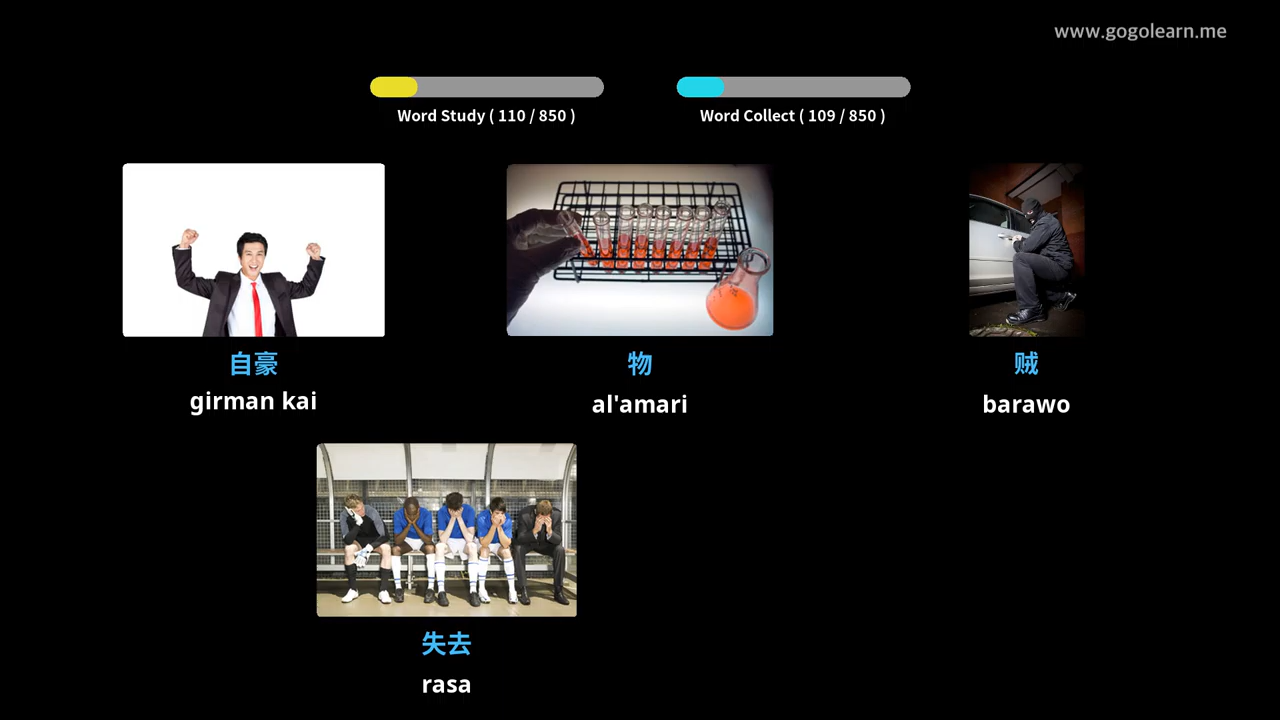 www.gogolearn.me
Word Study ( 110 / 850 )
Word Collect ( 109 / 850 )
自豪
girman kai
物
al'amari
贼
barawo
失去
rasa